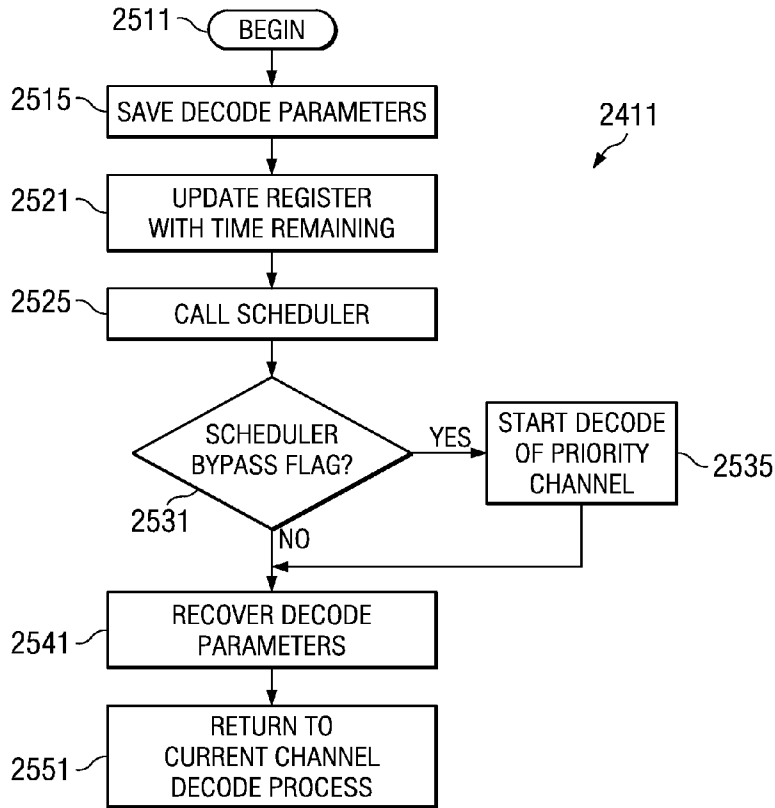 2511
BEGIN
2515
SAVE DECODE PARAMETERS
2411
2521
UPDATE REGISTER
WITH TIME REMAINING
2525
CALL SCHEDULER
SCHEDULER
BYPASS FLAG?
2531
YES
START DECODE
OF PRIORITY
CHANNEL
2535
NO
2541
RECOVER DECODE
PARAMETERS
2551
RETURN TO
CURRENT CHANNEL
DECODE PROCESS